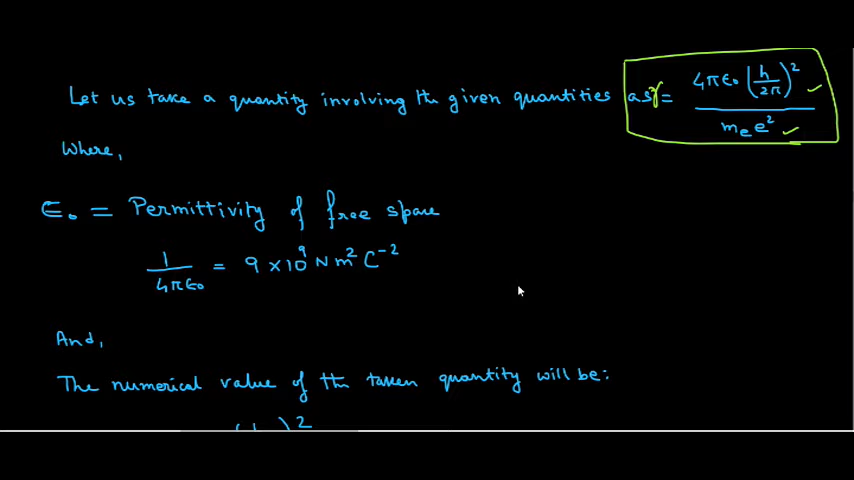 Let us take a quantity involving the given quantities as r = 4πε₀ (h/2π)² / mₑe²
Where,
ε₀ = Permittivity of free space
1/4πε₀ = 9 × 10⁹ N m² C⁻²
And,
The numerical value of the taken quantity will be: